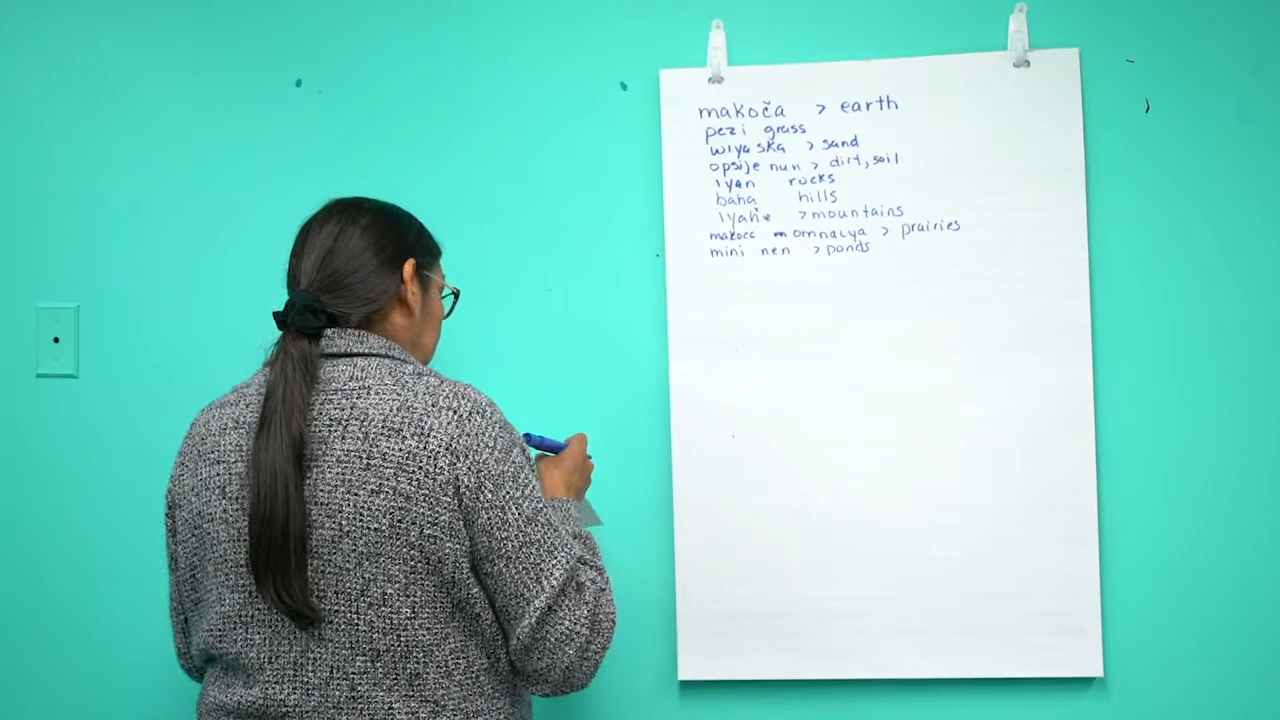 makoča > earth
pezi grass
wiyaska > sand
opsije nun > dirt, soil
iyan rocks
baha hills
iyahe > mountains
makoce omnaiya > prairies
mini nen > ponds